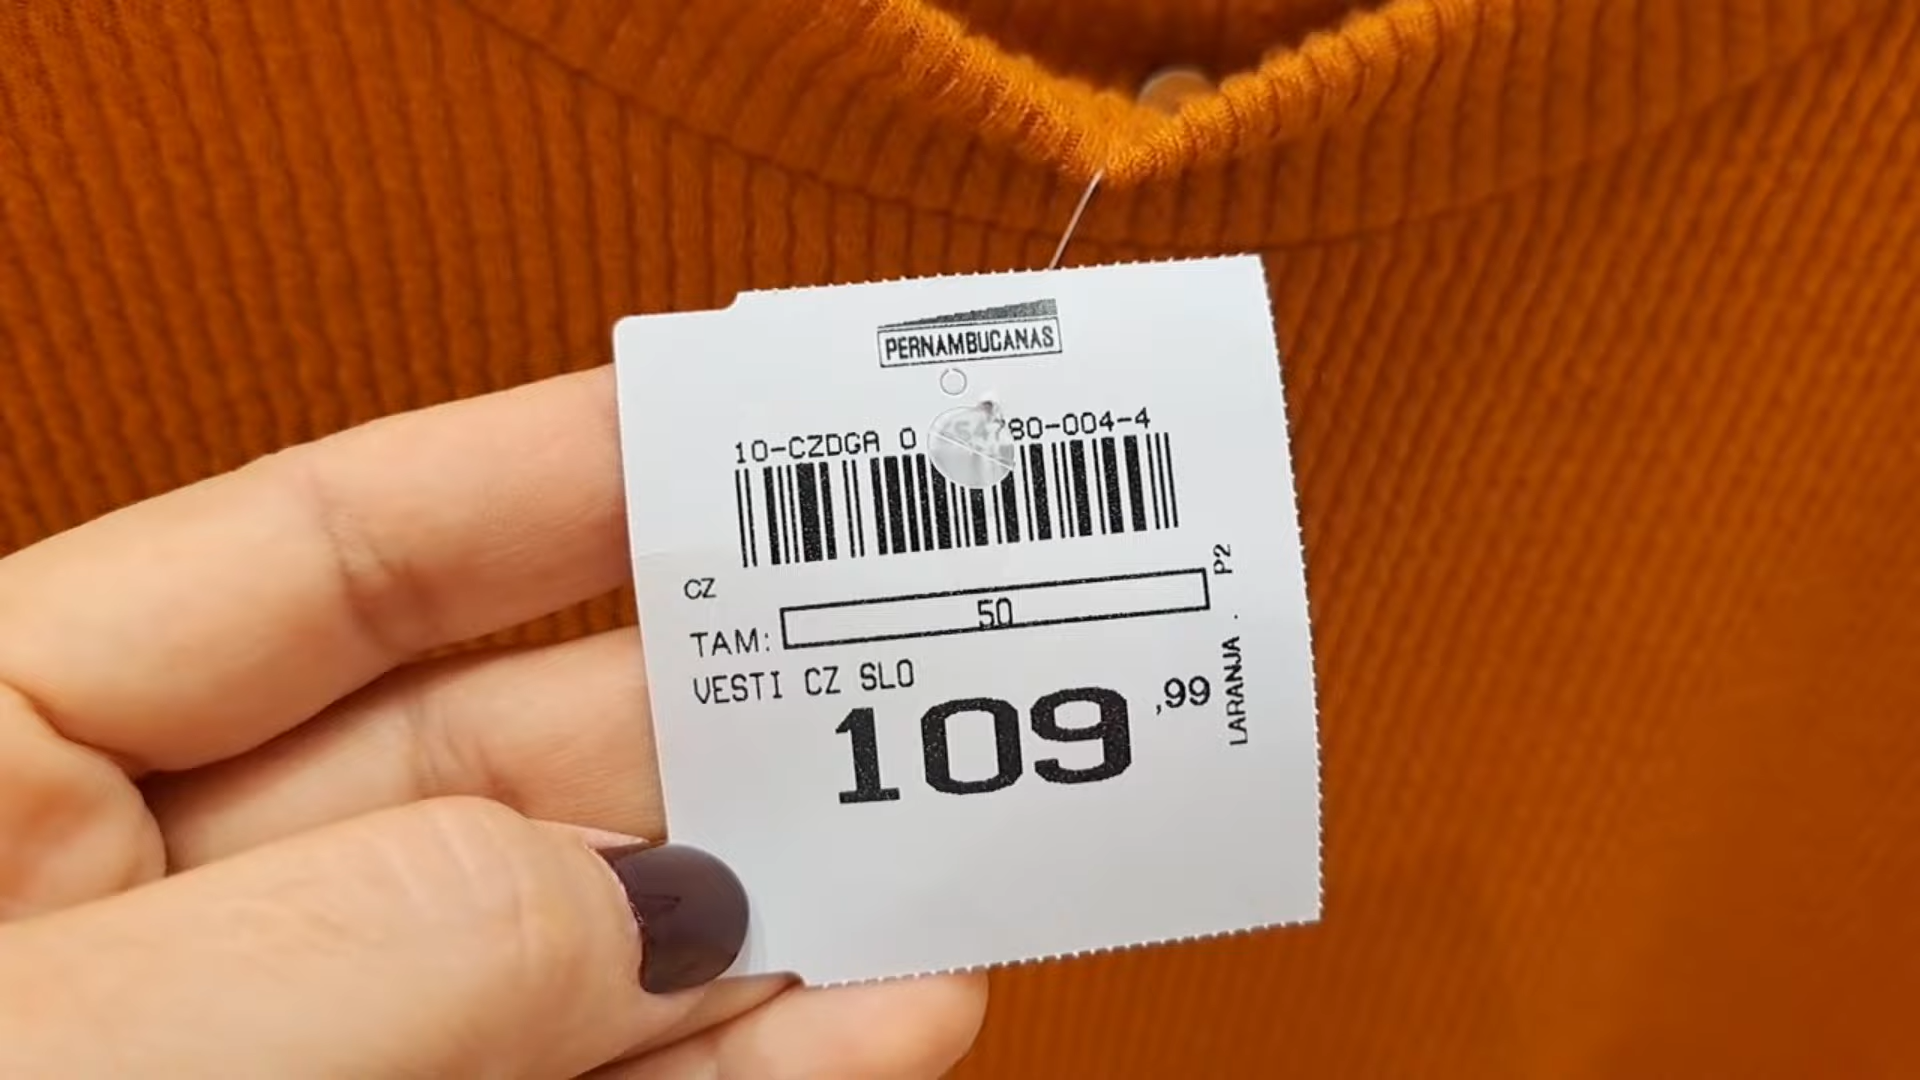 PERNAMBUCANAS
10-CZDGA 0 80-004-4
CZ
P2
TAM: 50
VESTI CZ SLO
109,99
LARANJA .